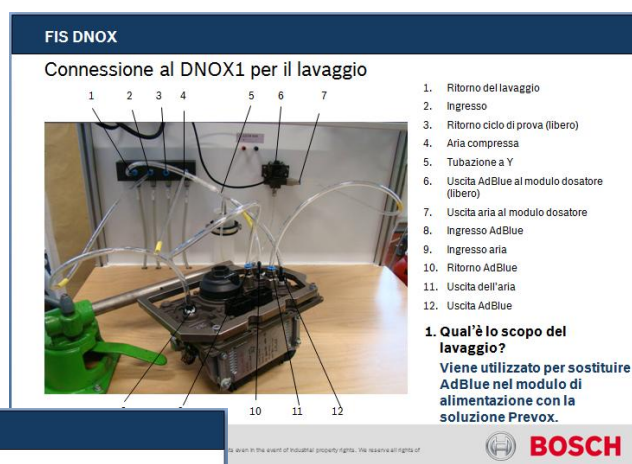 FIS DNOX
Connessione al DNOX1 per il lavaggio
1 2 3 4 5 6 7
10 11 12
1. Ritorno del lavaggio
2. Ingresso
3. Ritorno ciclo di prova (libero)
4. Aria compressa
5. Tubazione a Y
6. Uscita AdBlue al modulo dosatore
(libero)
7. Uscita aria al modulo dosatore
8. Ingresso AdBlue
9. Ingresso aria
10. Ritorno AdBlue
11. Uscita dell'aria
12. Uscita AdBlue
1. Qual'è lo scopo del
lavaggio?
Viene utilizzato per sostituire
AdBlue nel modulo di
alimentazione con la
soluzione Prevox.
even in the event of industrial property rights. We reserve all rights of
BOSCH